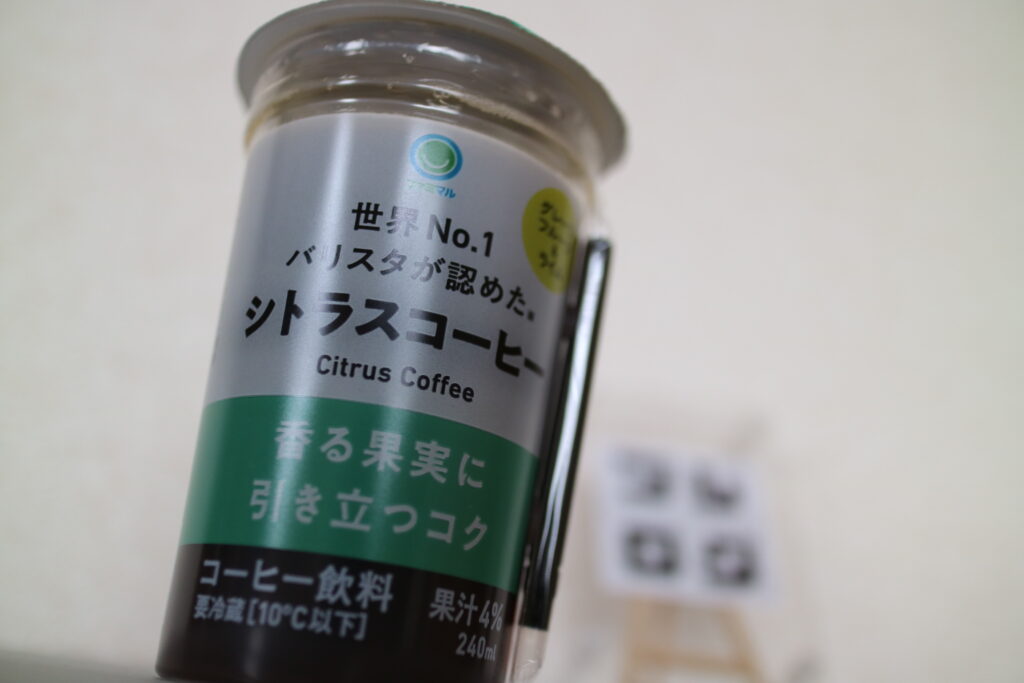 ファミマル
世界No.1
バリスタが認めた。
シトラスコーヒー
Citrus Coffee
香る果実に
引き立つコク
コーヒー飲料
要冷蔵[10℃以下]
果汁4%
240ml